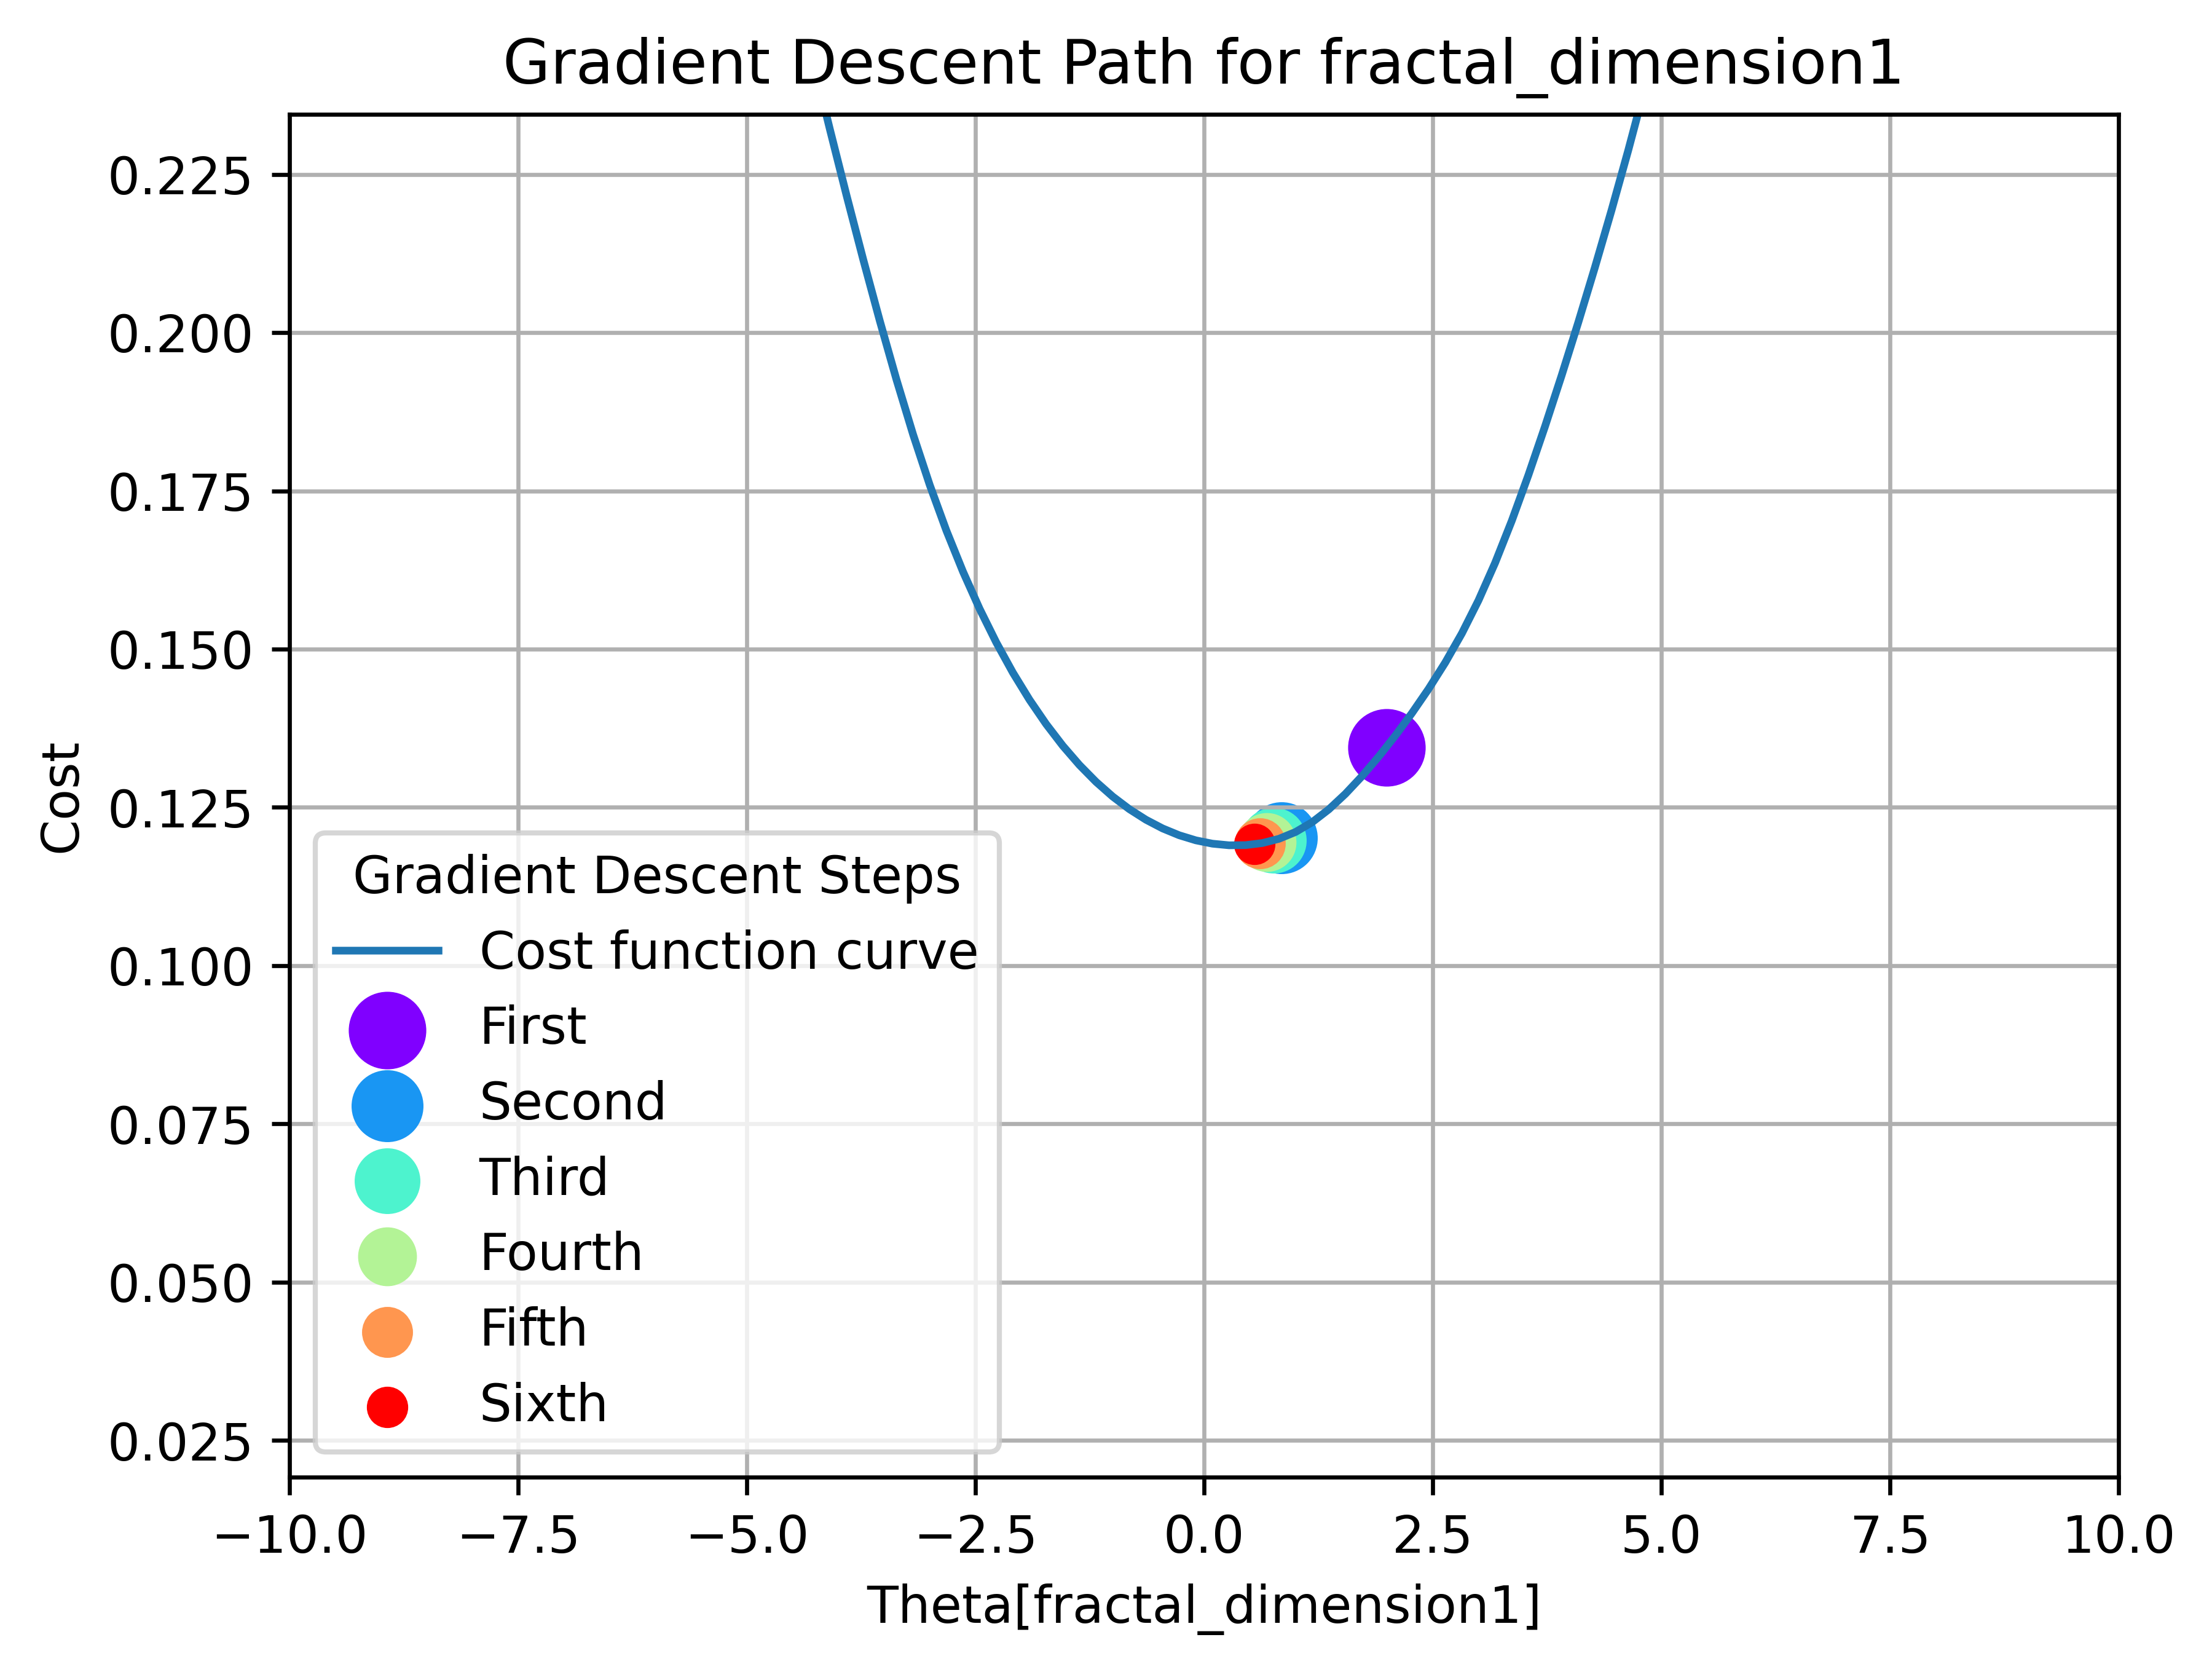 Gradient Descent Path for fractal_dimension1
0.225
0.200
0.175
0.150
0.125
0.100
0.075
0.050
0.025
Cost
Gradient Descent Steps
Cost function curve
First
Second
Third
Fourth
Fifth
Sixth
−10.0 −7.5 −5.0 −2.5 0.0 2.5 5.0 7.5 10.0
Theta[fractal_dimension1]